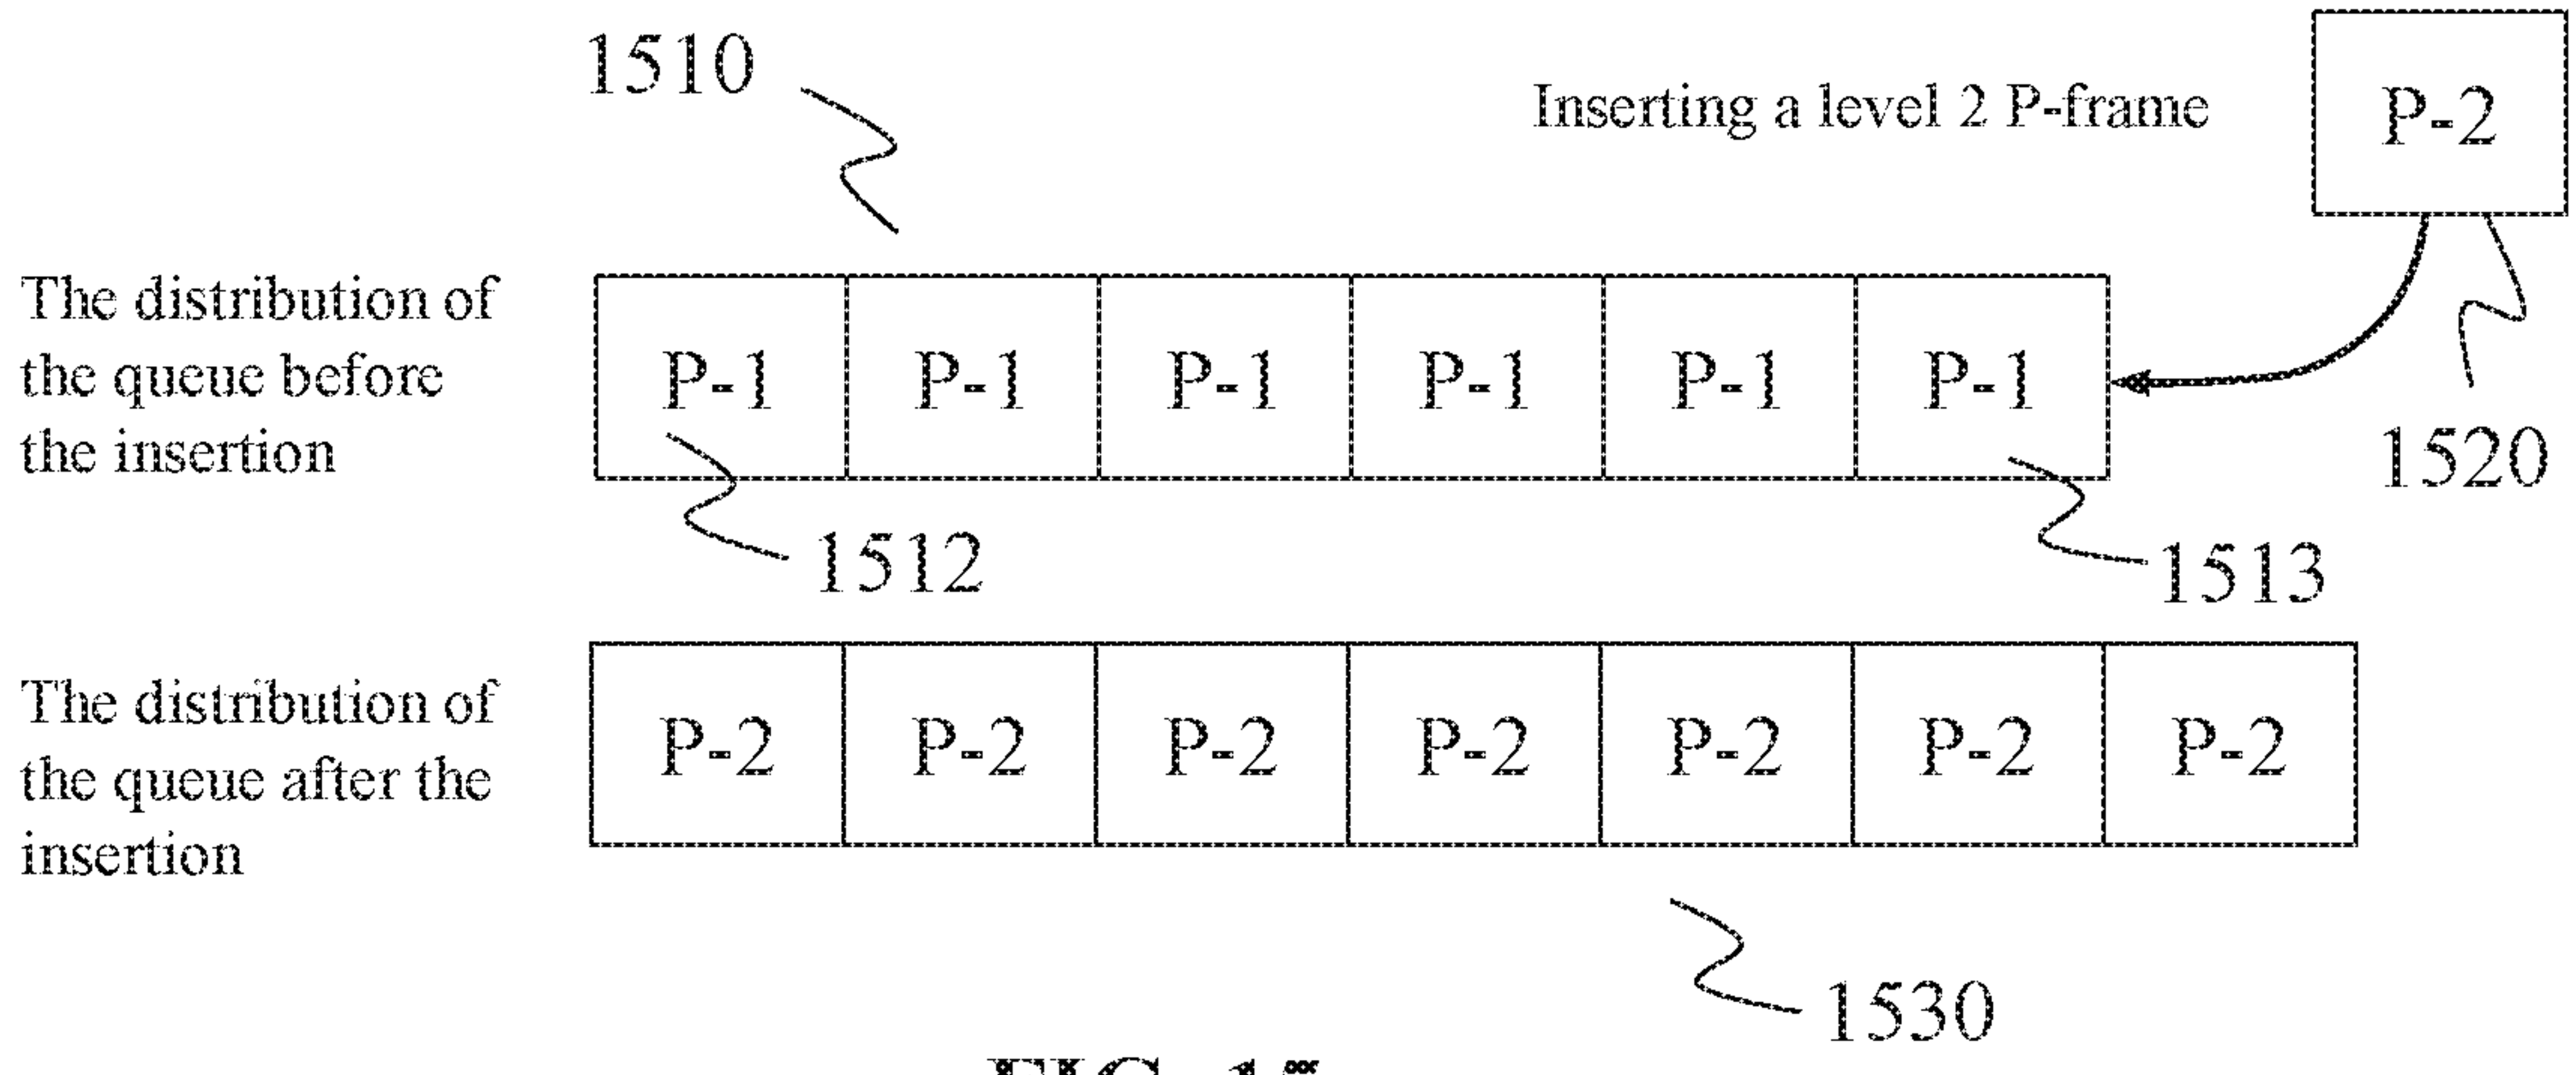 1510
Inserting a level 2 P-frame
P-2
The distribution of
the queue before
the insertion
P-1 P-1 P-1 P-1 P-1 P-1
1520
1512
1513
The distribution of
the queue after the
insertion
P-2 P-2 P-2 P-2 P-2 P-2 P-2
1530